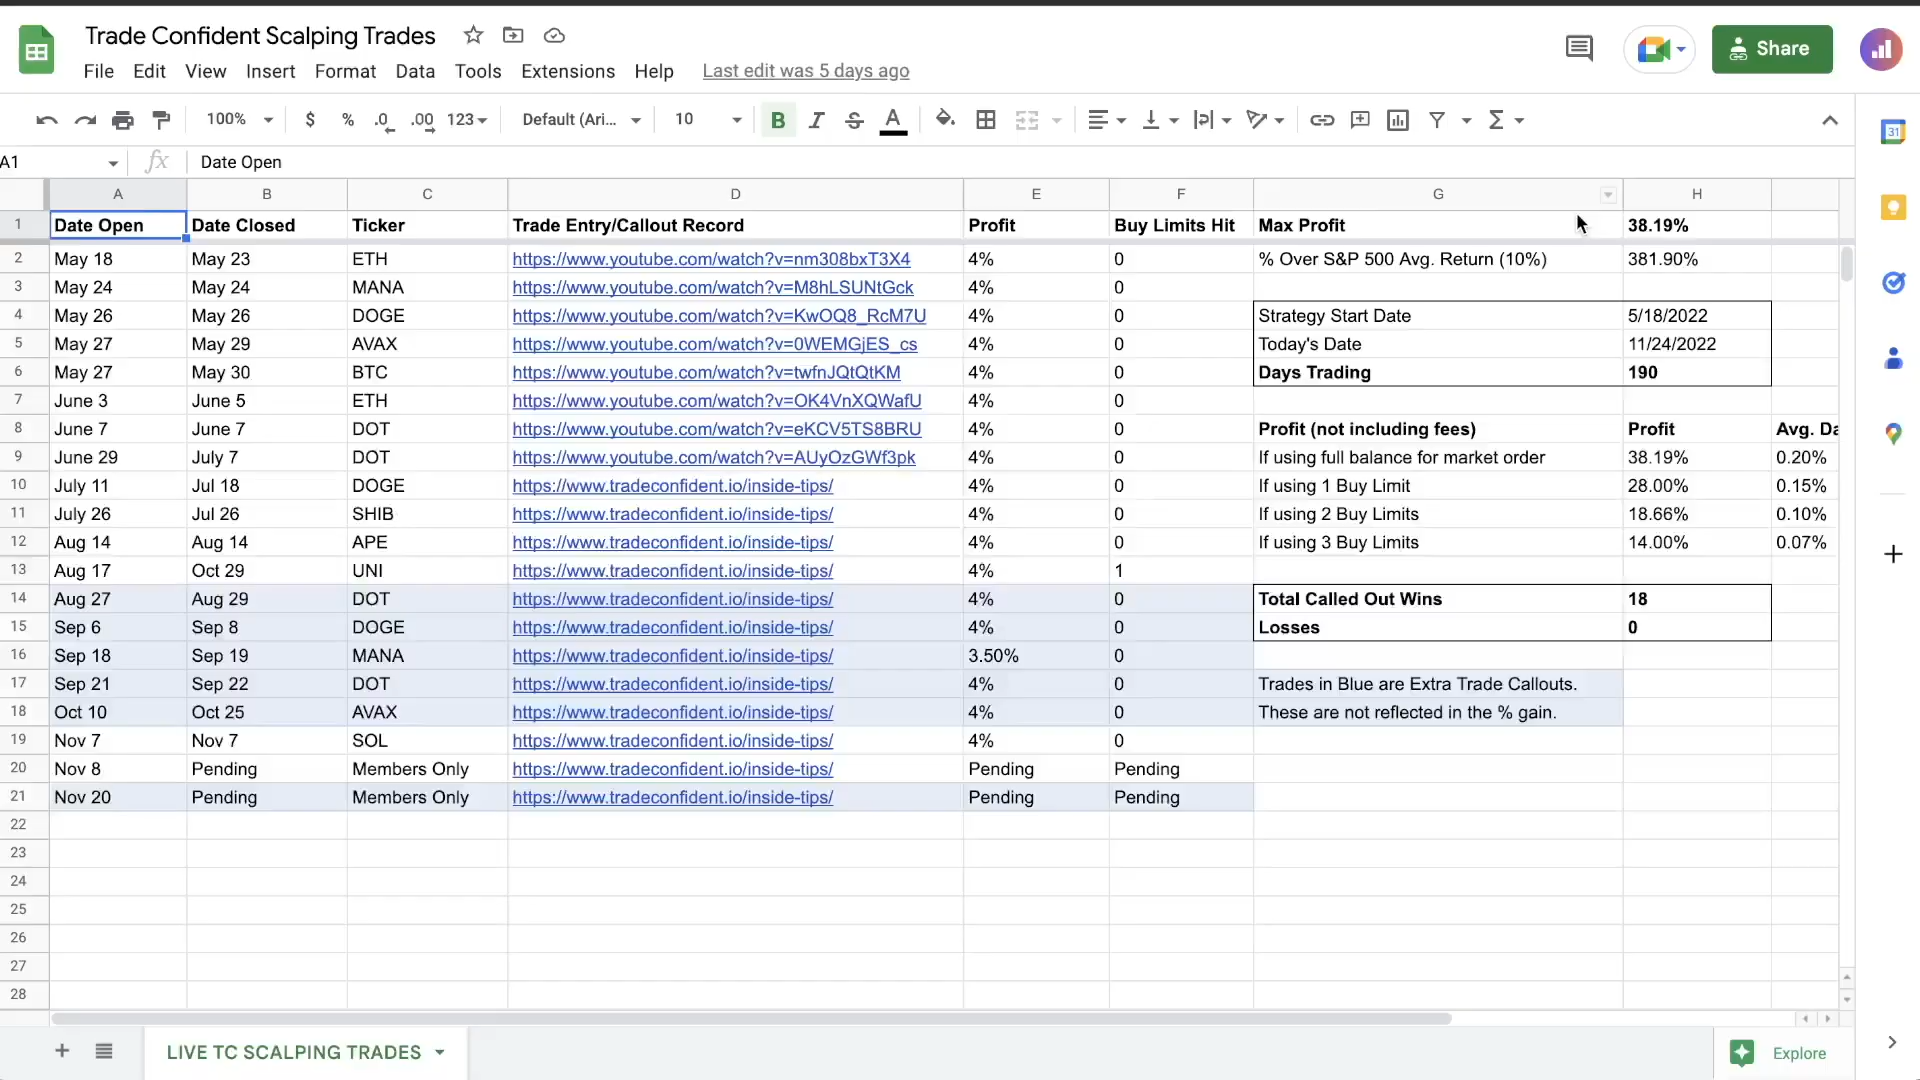 Trade Confident Scalping Trades
File Edit View Insert Format Data Tools Extensions Help Last edit was 5 days ago
Share
100% $ % .0 .00 123 Default (Ari... 10 B I S A
31
A1 fx Date Open
A B C D E F G H
1 Date Open Date Closed Ticker Trade Entry/Callout Record Profit Buy Limits Hit Max Profit 38.19%
2 May 18 May 23 ETH https://www.youtube.com/watch?v=nm308bxT3X4 4% 0 % Over S&P 500 Avg. Return (10%) 381.90%
3 May 24 May 24 MANA https://www.youtube.com/watch?v=M8hLSUNtGck 4% 0
4 May 26 May 26 DOGE https://www.youtube.com/watch?v=KwOQ8_RcM7U 4% 0 Strategy Start Date 5/18/2022
5 May 27 May 29 AVAX https://www.youtube.com/watch?v=0WEMGjES_cs 4% 0 Today's Date 11/24/2022
6 May 27 May 30 BTC https://www.youtube.com/watch?v=twfnJQtQtKM 4% 0 Days Trading 190
7 June 3 June 5 ETH https://www.youtube.com/watch?v=OK4VnXQWafU 4% 0
8 June 7 June 7 DOT https://www.youtube.com/watch?v=eKCV5TS8BRU 4% 0 Profit (not including fees) Profit Avg. Da
9 June 29 July 7 DOT https://www.youtube.com/watch?v=AUyOzGWf3pk 4% 0 If using full balance for market order 38.19% 0.20%
10 July 11 Jul 18 DOGE https://www.tradeconfident.io/inside-tips/ 4% 0 If using 1 Buy Limit 28.00% 0.15%
11 July 26 Jul 26 SHIB https://www.tradeconfident.io/inside-tips/ 4% 0 If using 2 Buy Limits 18.66% 0.10%
12 Aug 14 Aug 14 APE https://www.tradeconfident.io/inside-tips/ 4% 0 If using 3 Buy Limits 14.00% 0.07%
13 Aug 17 Oct 29 UNI https://www.tradeconfident.io/inside-tips/ 4% 1
14 Aug 27 Aug 29 DOT https://www.tradeconfident.io/inside-tips/ 4% 0 Total Called Out Wins 18
15 Sep 6 Sep 8 DOGE https://www.tradeconfident.io/inside-tips/ 4% 0 Losses 0
16 Sep 18 Sep 19 MANA https://www.tradeconfident.io/inside-tips/ 3.50% 0
17 Sep 21 Sep 22 DOT https://www.tradeconfident.io/inside-tips/ 4% 0 Trades in Blue are Extra Trade Callouts.
18 Oct 10 Oct 25 AVAX https://www.tradeconfident.io/inside-tips/ 4% 0 These are not reflected in the % gain.
19 Nov 7 Nov 7 SOL https://www.tradeconfident.io/inside-tips/ 4% 0
20 Nov 8 Pending Members Only https://www.tradeconfident.io/inside-tips/ Pending Pending
21 Nov 20 Pending Members Only https://www.tradeconfident.io/inside-tips/ Pending Pending
22
23
24
25
26
27
28
LIVE TC SCALPING TRADES
Explore